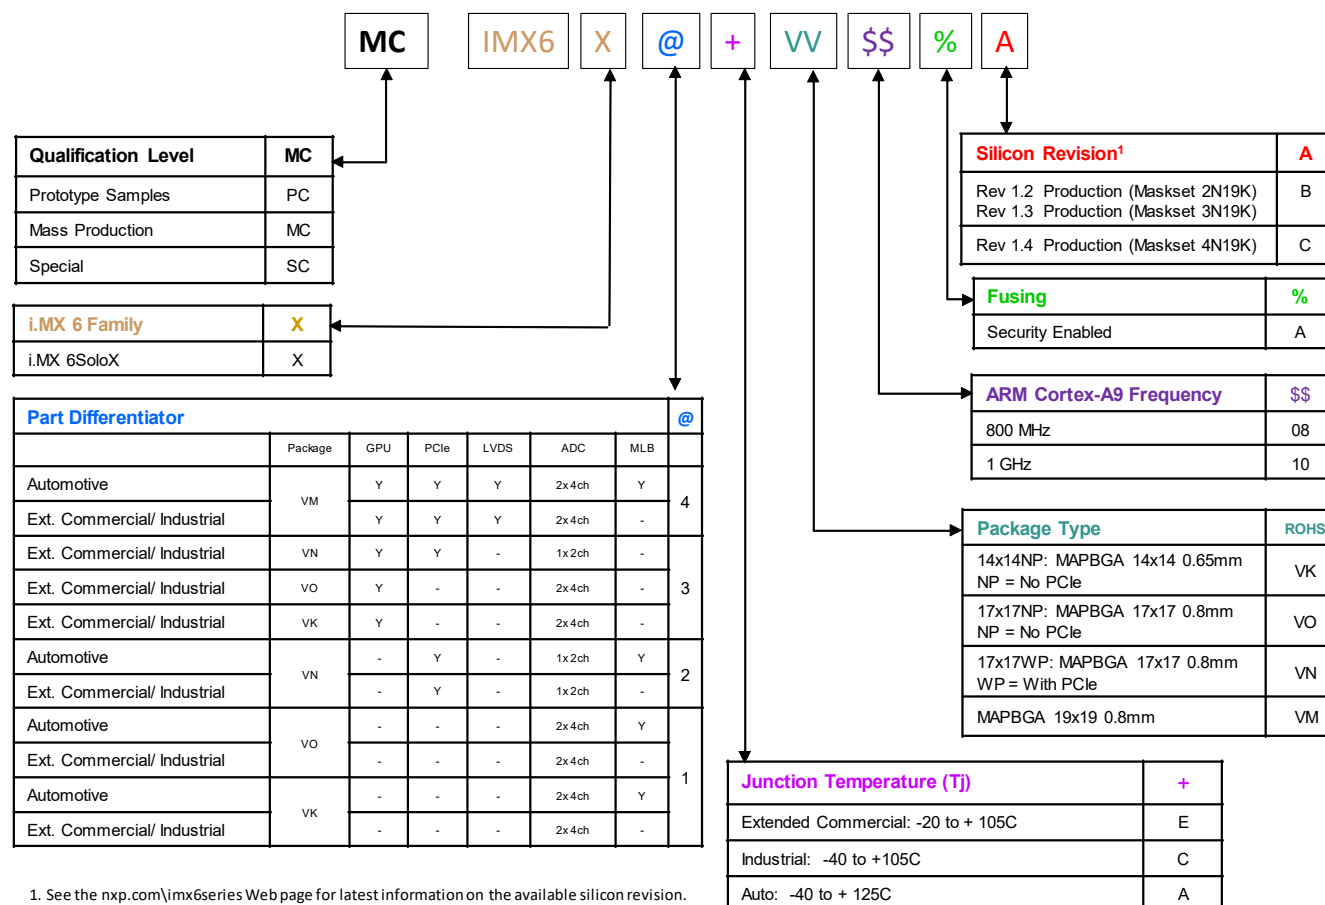 MC IMX6 X @ + VV $$ % A
Qualification Level MC
Prototype Samples PC
Mass Production MC
Special SC
i.MX 6 Family X
i.MX 6SoloX X
Part Differentiator @
Package GPU PCIe LVDS ADC MLB
Automotive VM Y Y Y 2x4ch Y 4
Ext. Commercial/ Industrial Y Y Y 2x4ch -
Ext. Commercial/ Industrial VN Y Y - 1x2ch - 3
Ext. Commercial/ Industrial VO Y - - 2x4ch -
Ext. Commercial/ Industrial VK Y - - 2x4ch -
Automotive VN - Y - 1x2ch Y 2
Ext. Commercial/ Industrial - Y - 1x2ch -
Automotive VO - - - 2x4ch Y 1
Ext. Commercial/ Industrial - - - 2x4ch -
Automotive VK - - - 2x4ch Y
Ext. Commercial/ Industrial - - - 2x4ch -
1. See the nxp.com\imx6series Web page for latest information on the available silicon revision.
Silicon Revision¹ A
Rev 1.2 Production (Maskset 2N19K) B
Rev 1.3 Production (Maskset 3N19K)
Rev 1.4 Production (Maskset 4N19K) C
Fusing %
Security Enabled A
ARM Cortex-A9 Frequency $$
800 MHz 08
1 GHz 10
Package Type ROHS
14x14NP: MAPBGA 14x14 0.65mm VK
NP = No PCIe
17x17NP: MAPBGA 17x17 0.8mm VO
NP = No PCIe
17x17WP: MAPBGA 17x17 0.8mm VN
WP = With PCIe
MAPBGA 19x19 0.8mm VM
Junction Temperature (Tj) +
Extended Commercial: -20 to + 105C E
Industrial: -40 to +105C C
Auto: -40 to + 125C A